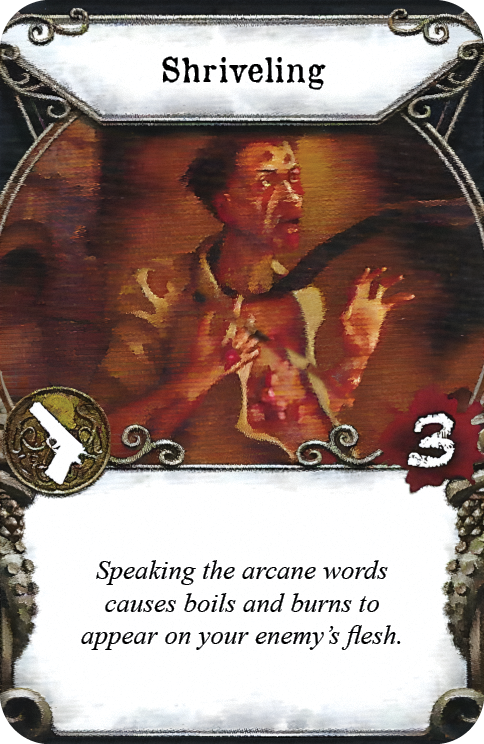 Shriveling
3
Speaking the arcane words
causes boils and burns to
appear on your enemy's flesh.